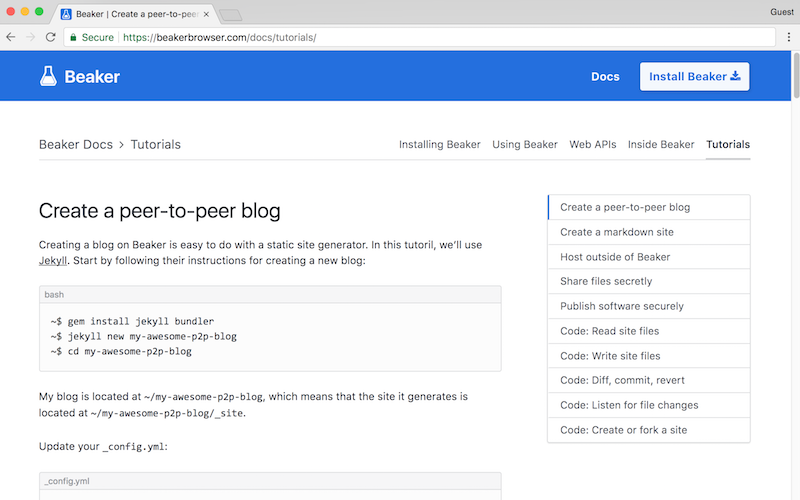 Beaker | Create a peer-to-pee
Guest
Secure https://beakerbrowser.com/docs/tutorials/
Beaker
Docs
Install Beaker
Beaker Docs > Tutorials
Installing Beaker Using Beaker Web APIs Inside Beaker Tutorials
Create a peer-to-peer blog
Creating a blog on Beaker is easy to do with a static site generator. In this tutoril, we’ll use
Jekyll. Start by following their instructions for creating a new blog:
bash
~$ gem install jekyll bundler
~$ jekyll new my-awesome-p2p-blog
~$ cd my-awesome-p2p-blog
My blog is located at ~/my-awesome-p2p-blog, which means that the site it generates is
located at ~/my-awesome-p2p-blog/_site.
Update your _config.yml:
_config.yml
Create a peer-to-peer blog
Create a markdown site
Host outside of Beaker
Share files secretly
Publish software securely
Code: Read site files
Code: Write site files
Code: Diff, commit, revert
Code: Listen for file changes
Code: Create or fork a site